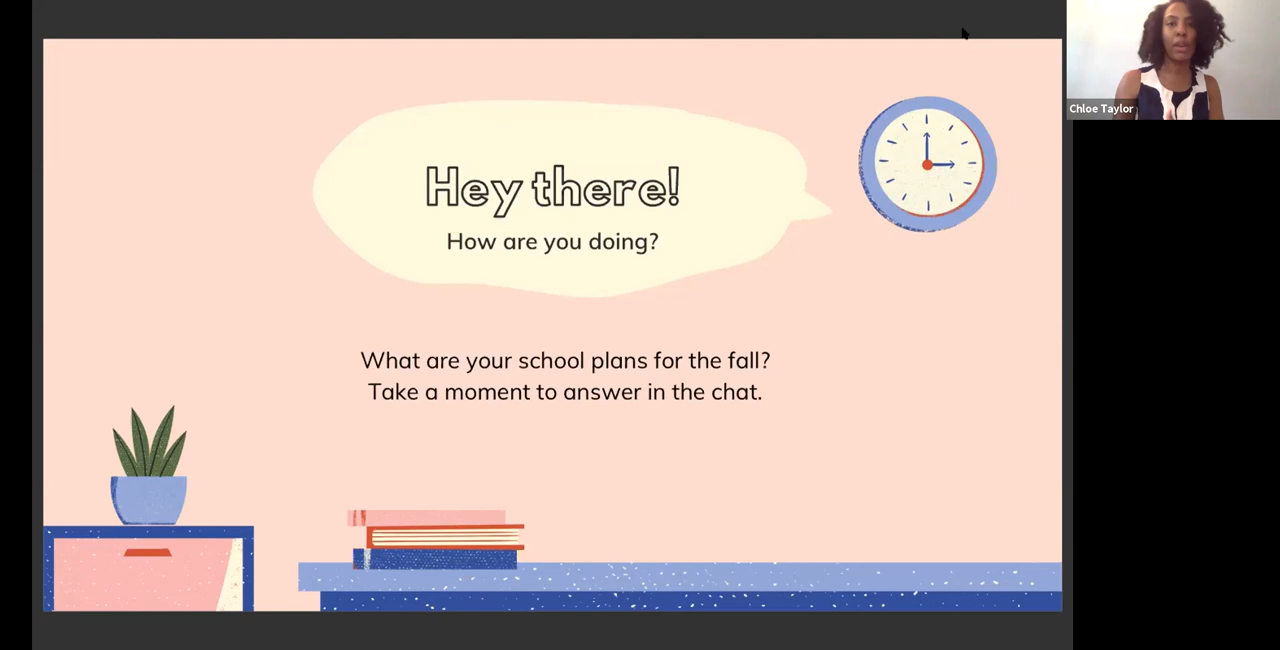 Hey there!
How are you doing?
What are your school plans for the fall?
Take a moment to answer in the chat.
Chloe Taylor